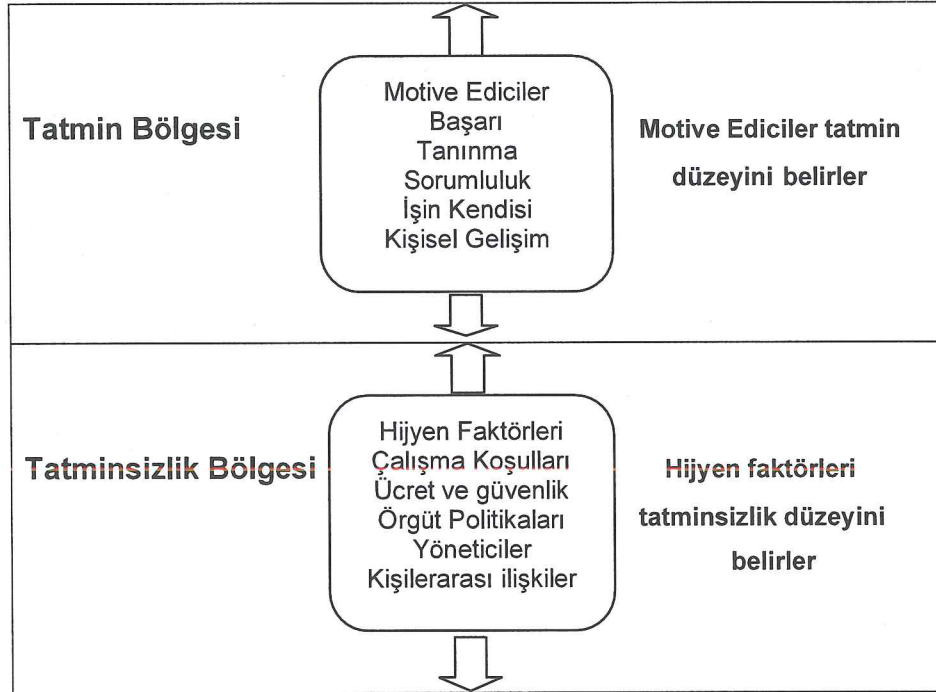 Tatmin Bölgesi
Motive Ediciler
Başarı
Tanınma
Sorumluluk
İşin Kendisi
Kişisel Gelişim
Motive Ediciler tatmin
düzeyini belirler
Tatminsizlik Bölgesi
Hijyen Faktörleri
Çalışma Koşulları
Ücret ve güvenlik
Örgüt Politikaları
Yöneticiler
Kişilerarası ilişkiler
Hijyen faktörleri
tatminsizlik düzeyini
belirler